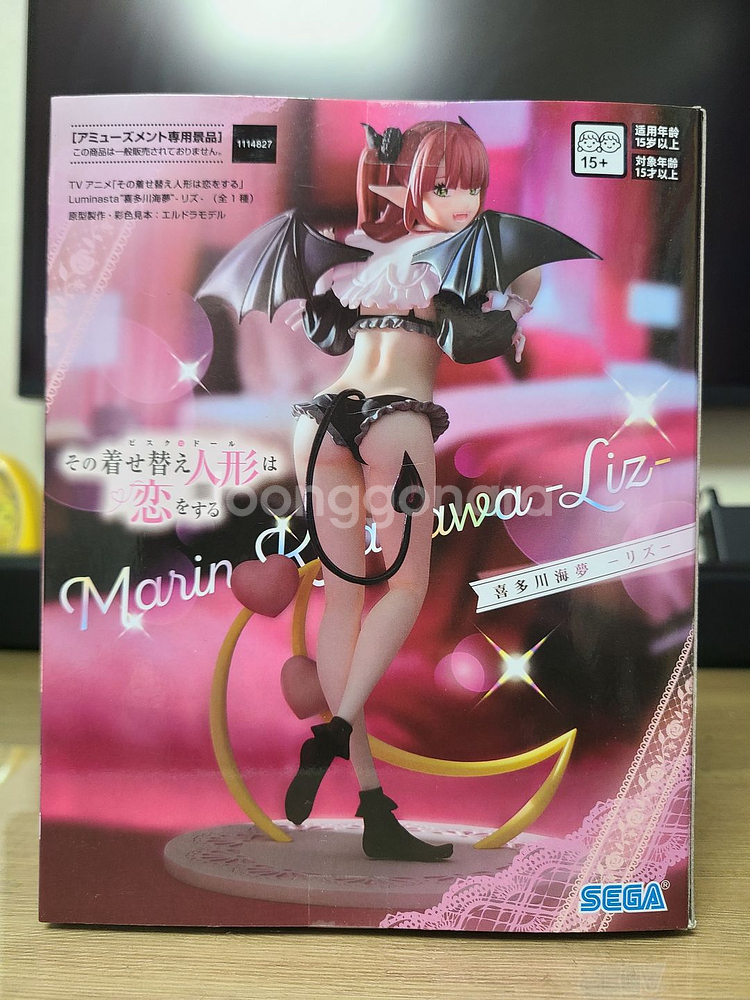 [アミューズメント専用景品]
この商品は一般販売されておりません。
1114827
15+
适用年龄
15岁以上
対象年齢
15才以上
TVアニメ「その着せ替え人形は恋をする」
Luminasta"喜多川海夢"-リズ-（全1種）
原型製作・彩色見本：エルドラモデル
ビスク・ドール
その着せ替え人形は
恋をする
joonggonara
Marin Kitagawa -Liz-
喜多川海夢 -リズ-
SEGA®